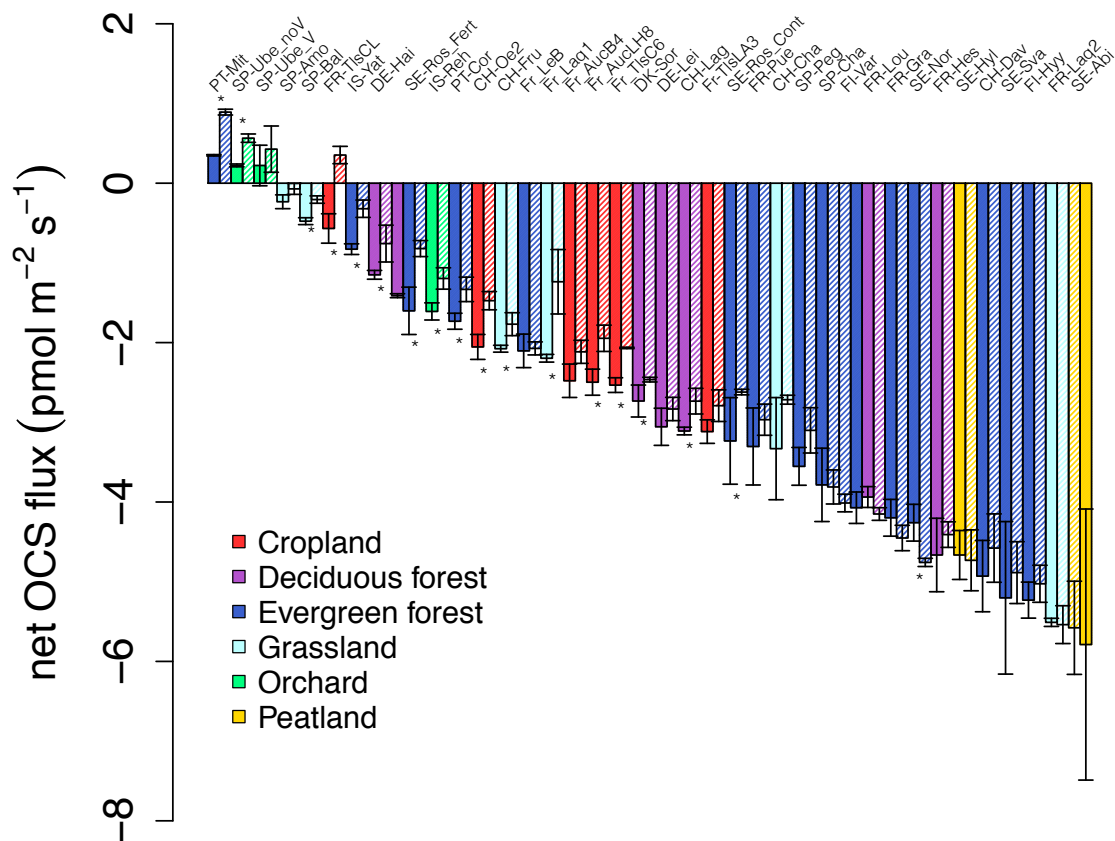 2
0
−2
−4
−6
−8
net OCS flux (pmol m−2 s−1)
PT-Mit
SP-Ube_noV
SP-Ube_V
SP-Amo
SP-Bal
FR-TlsCL
IS-Yat
DE-Hai
SE-Ros_Fert
IS-Reh
PT-Cor
CH-Oe2
CH-Fru
Fr_LeB
Fr_Laq1
Fr_AucB4
Fr_AucLH8
Fr_TlsC6
DK-Sor
DE-Lei
CH-Lag
Fr-TlsLA3
SE-Ros_Cont
FR-Pue
CH-Cha
SP-Psg
SP-Cha
FI-Var
FR-Lou
FR-Gra
SE-Nor
FR-Hes
SE-Hyl
CH-Dav
SE-Sva
FI-Hyy
FR-Laq2
SE-Abi
Cropland
Deciduous forest
Evergreen forest
Grassland
Orchard
Peatland